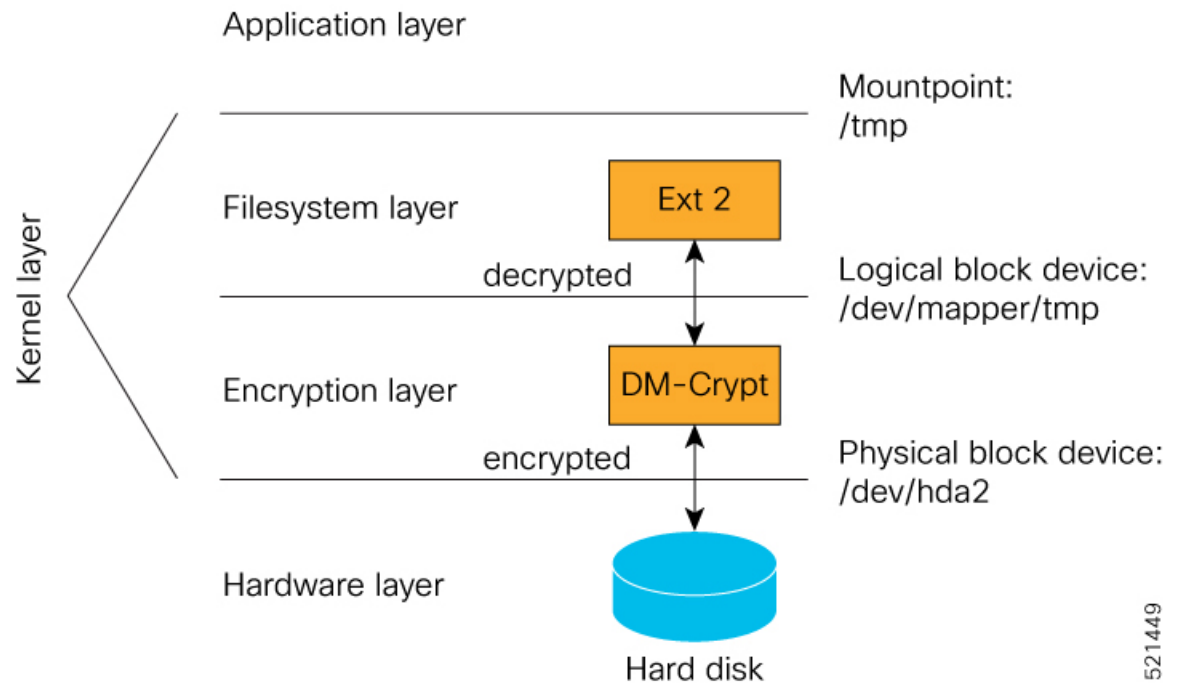 Application layer
Mountpoint:
/tmp
Kernel layer
Filesystem layer
Ext 2
decrypted
Logical block device:
/dev/mapper/tmp
Encryption layer
DM-Crypt
encrypted
Physical block device:
/dev/hda2
Hardware layer
Hard disk
521449